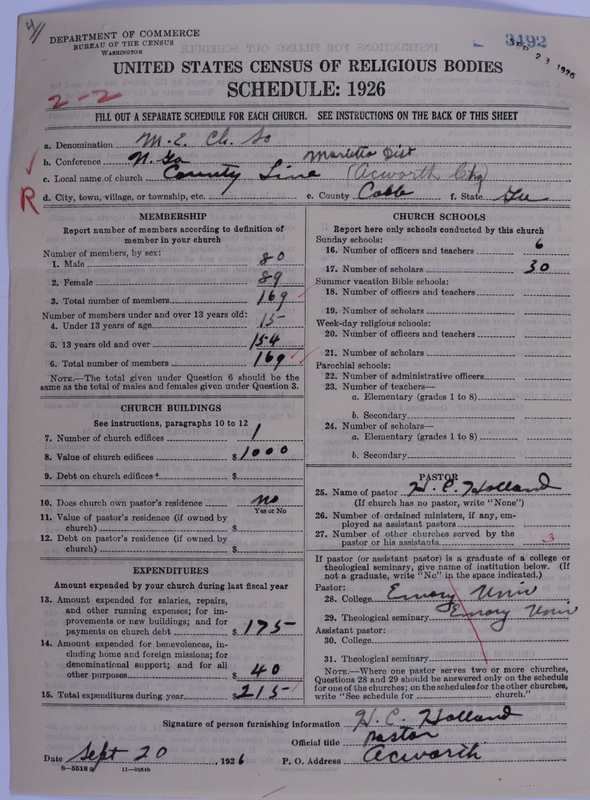 4/
DEPARTMENT OF COMMERCE
BUREAU OF THE CENSUS
WASHINGTON
3192
23 1926
UNITED STATES CENSUS OF RELIGIOUS BODIES
SCHEDULE: 1926
2-2
FILL OUT A SEPARATE SCHEDULE FOR EACH CHURCH. SEE INSTRUCTIONS ON THE BACK OF THIS SHEET
a. Denomination M. E. Ch. So
b. Conference N. Ga Marietta Dist
c. Local name of church County Line (Acworth Chg)
R
d. City, town, village, or township, etc. e. County Cobb f. State Ga
MEMBERSHIP
Report number of members according to definition of
member in your church
Number of members, by sex:
1. Male 80
2. Female 89
3. Total number of members 169
Number of members under and over 13 years old:
4. Under 13 years of age 15
5. 13 years old and over 154
6. Total number of members 169
NOTE.—The total given under Question 6 should be the
same as the total of males and females given under Question 3.
CHURCH BUILDINGS
See instructions, paragraphs 10 to 12
7. Number of church edifices 1
8. Value of church edifices $1000
9. Debt on church edifices $
10. Does church own pastor's residence no
Yes or No
11. Value of pastor's residence (if owned by
church) $
12. Debt on pastor's residence (if owned by
church) $
EXPENDITURES
Amount expended by your church during last fiscal year
13. Amount expended for salaries, repairs,
and other running expenses; for im-
provements or new buildings; and for
payments on church debt $175
14. Amount expended for benevolences, in-
cluding home and foreign missions; for
denominational support; and for all
other purposes $40
15. Total expenditures during year $215
CHURCH SCHOOLS
Report here only schools conducted by this church
Sunday schools:
16. Number of officers and teachers 6
17. Number of scholars 30
Summer vacation Bible schools:
18. Number of officers and teachers
19. Number of scholars
Week-day religious schools:
20. Number of officers and teachers
21. Number of scholars
Parochial schools:
22. Number of administrative officers
23. Number of teachers—
a. Elementary (grades 1 to 8)
b. Secondary
24. Number of scholars—
a. Elementary (grades 1 to 8)
b. Secondary
PASTOR
25. Name of pastor H. C. Holland
(If church has no pastor, write "None")
26. Number of ordained ministers, if any, em-
ployed as assistant pastors
27. Number of other churches served by the
pastor or his assistants 3
If pastor (or assistant pastor) is a graduate of a college or
theological seminary, give name of institution below. (If
not a graduate, write "No" in the space indicated.)
Pastor:
28. College Emory Univ
29. Theological seminary Emory Univ
Assistant pastor:
30. College
31. Theological seminary
NOTE.—Where one pastor serves two or more churches,
Questions 28 and 29 should be answered only on the schedule
for one of the churches; on the schedules for the other churches,
write "See schedule for church."
Signature of person furnishing information H. C. Holland
Official title pastor
Date Sept 20, 1926 P. O. Address Acworth